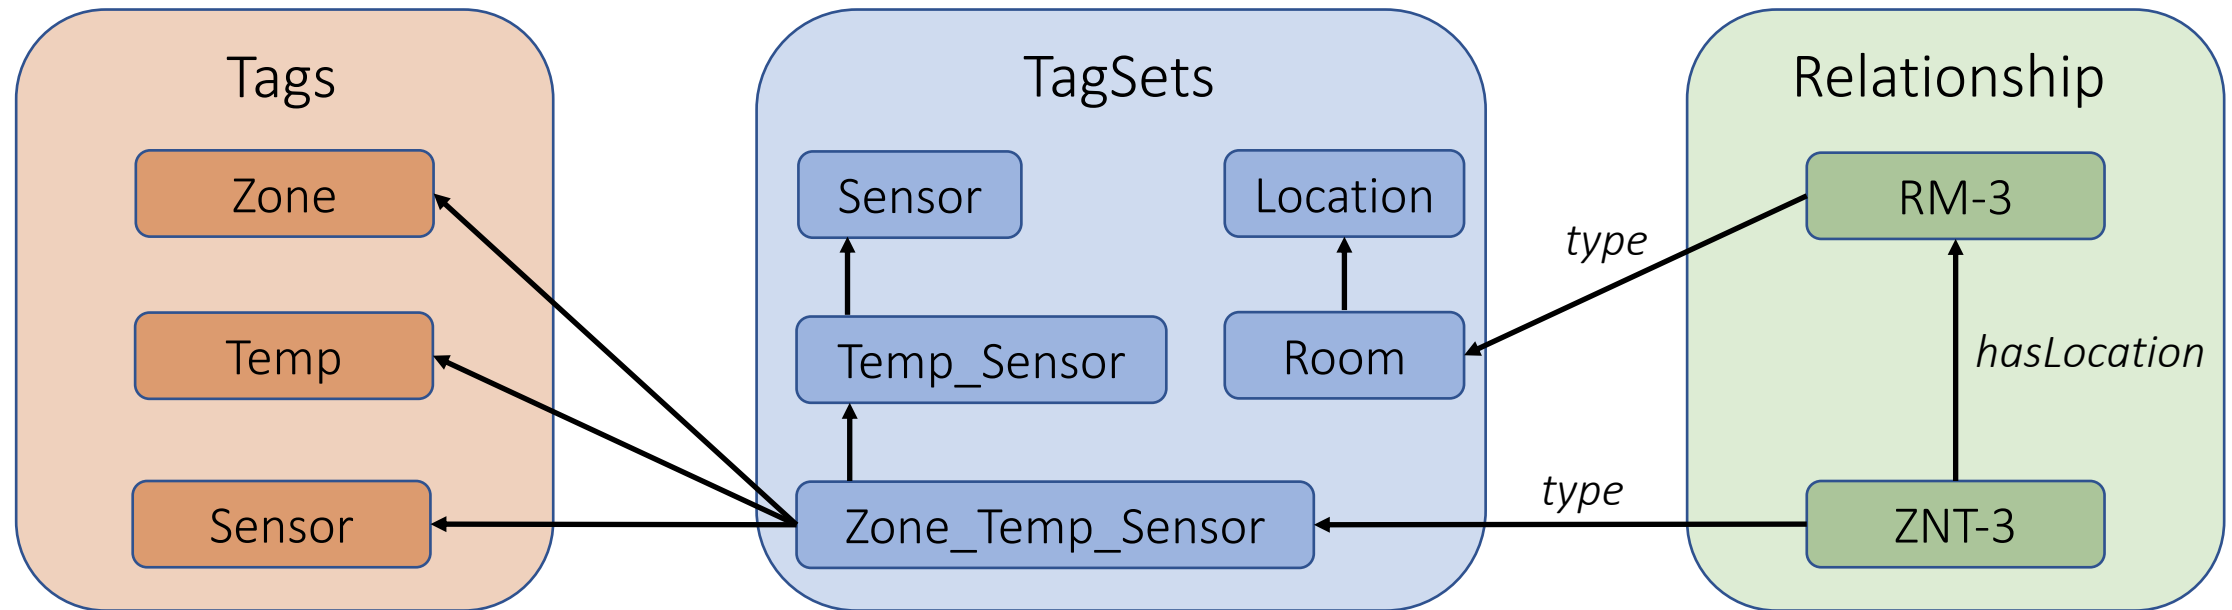 Tags
Zone
Temp
Sensor
TagSets
Sensor
Location
Temp_Sensor
Room
Zone_Temp_Sensor
type
type
Relationship
RM-3
hasLocation
ZNT-3